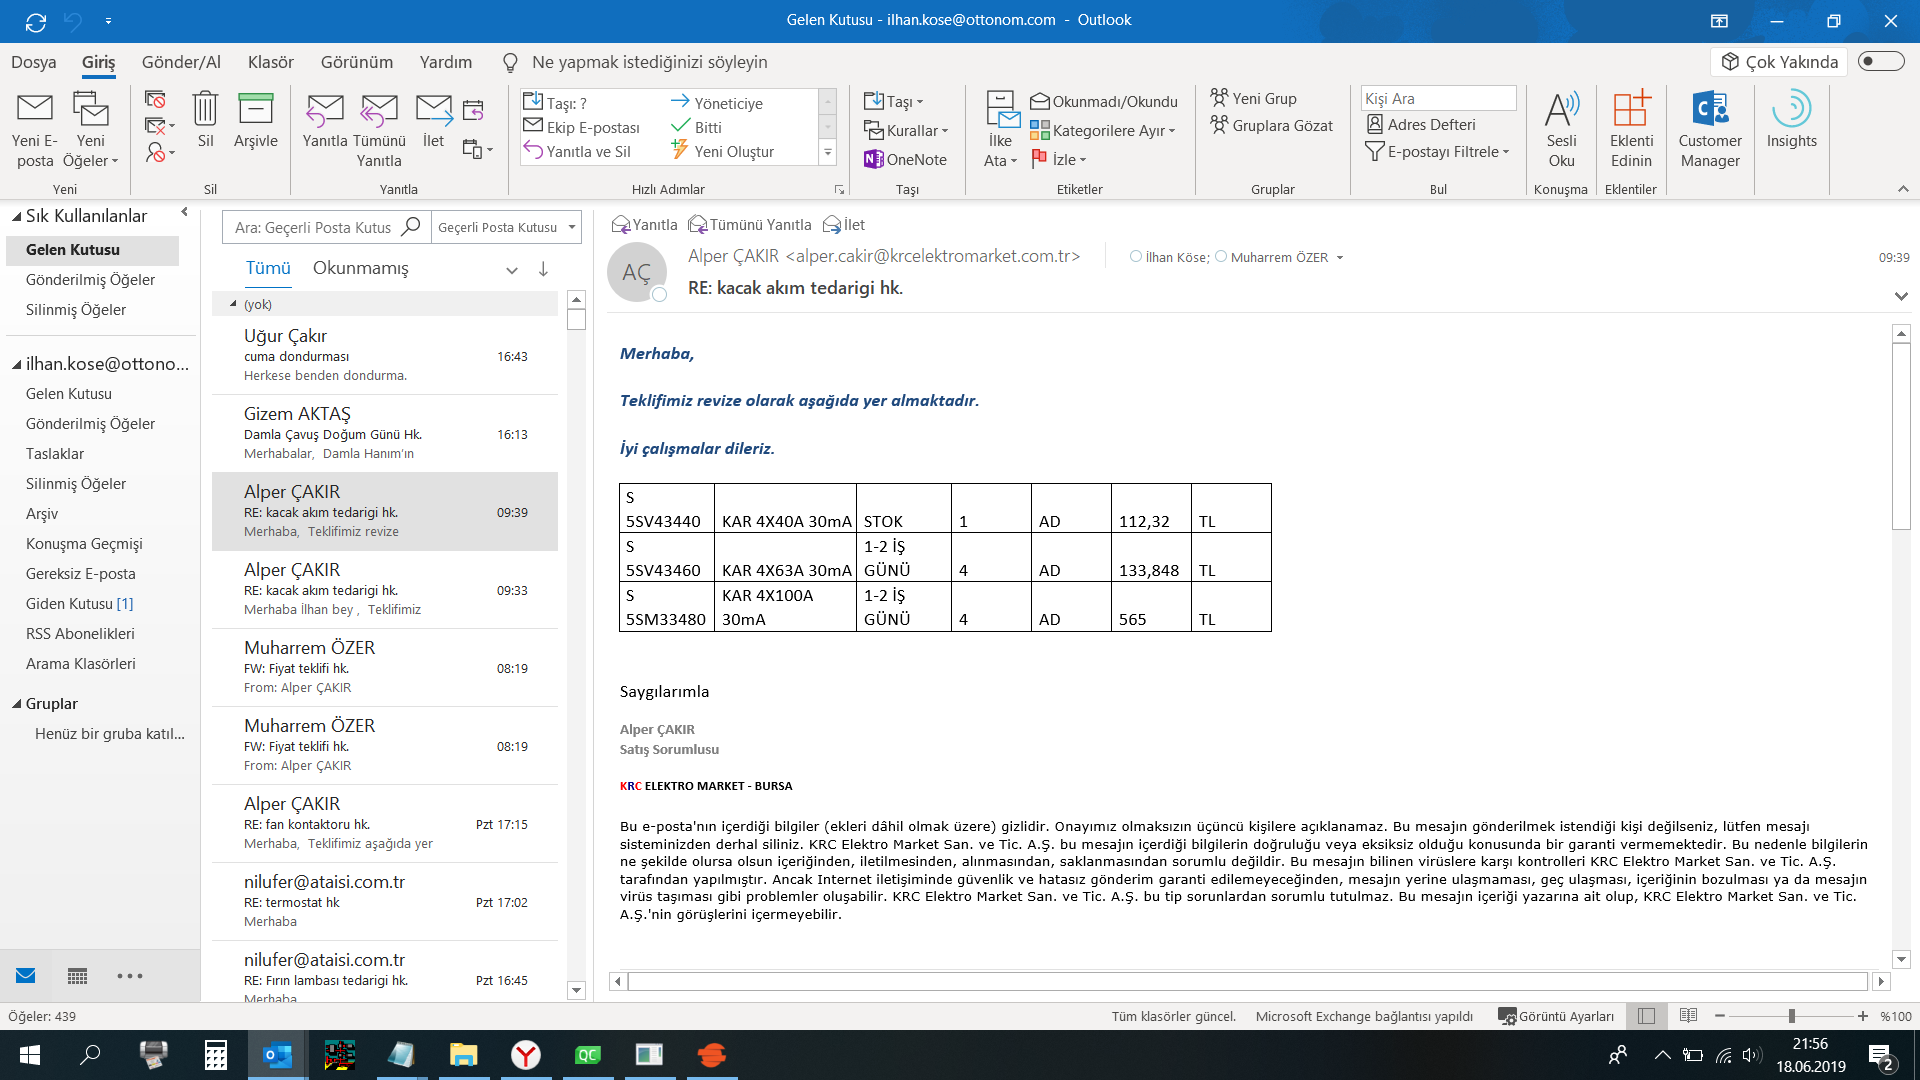 Gelen Kutusu - ilhan.kose@ottonom.com - Outlook
Dosya Giriş Gönder/Al Klasör Görünüm Yardım Ne yapmak istediğinizi söyleyin Çok Yakında
Yeni E-posta
Yeni Öğeler
Yeni
Sil
Arşivle
Sil
Yanıtla
Tümünü Yanıtla
İlet
Yanıtla
Taşı: ?
Ekip E-postası
Yanıtla ve Sil
Yöneticiye
Bitti
Yeni Oluştur
Hızlı Adımlar
Taşı
Kurallar
OneNote
Taşı
İlke Ata
Okunmadı/Okundu
Kategorilere Ayır
İzle
Etiketler
Yeni Grup
Gruplara Gözat
Gruplar
Kişi Ara
Adres Defteri
E-postayı Filtrele
Bul
Sesli Oku
Konuşma
Eklenti Edinin
Eklentiler
Customer Manager
Insights
Sık Kullanılanlar
Gelen Kutusu
Gönderilmiş Öğeler
Silinmiş Öğeler
ilhan.kose@ottono...
Gelen Kutusu
Gönderilmiş Öğeler
Taslaklar
Silinmiş Öğeler
Arşiv
Konuşma Geçmişi
Gereksiz E-posta
Giden Kutusu [1]
RSS Abonelikleri
Arama Klasörleri
Gruplar
Henüz bir gruba katıl...
Ara: Geçerli Posta Kutus Geçerli Posta Kutusu
Tümü Okunmamış
(yok)
Uğur Çakır
cuma dondurması 16:43
Herkese benden dondurma.
Gizem AKTAŞ
Damla Çavuş Doğum Günü Hk. 16:13
Merhabalar, Damla Hanım'ın
Alper ÇAKIR
RE: kacak akım tedarigi hk. 09:39
Merhaba, Teklifimiz revize
Alper ÇAKIR
RE: kacak akım tedarigi hk. 09:33
Merhaba İlhan bey , Teklifimiz
Muharrem ÖZER
FW: Fiyat teklifi hk. 08:19
From: Alper ÇAKIR
Muharrem ÖZER
FW: Fiyat teklifi hk. 08:19
From: Alper ÇAKIR
Alper ÇAKIR
RE: fan kontaktoru hk. Pzt 17:15
Merhaba, Teklifimiz aşağıda yer
nilufer@ataisi.com.tr
RE: termostat hk Pzt 17:02
Merhaba
nilufer@ataisi.com.tr
RE: Fırın lambası tedarigi hk. Pzt 16:45
Merhaba
Yanıtla Tümünü Yanıtla İlet
AÇ
Alper ÇAKIR <alper.cakir@krcelektromarket.com.tr> İlhan Köse; Muharrem ÖZER 09:39
RE: kacak akım tedarigi hk.
Merhaba,
Teklifimiz revize olarak aşağıda yer almaktadır.
İyi çalışmalar dileriz.
S 5SV43440 KAR 4X40A 30mA STOK 1 AD 112,32 TL
S 5SV43460 KAR 4X63A 30mA 1-2 İŞ GÜNÜ 4 AD 133,848 TL
S 5SM33480 KAR 4X100A 30mA 1-2 İŞ GÜNÜ 4 AD 565 TL
Saygılarımla
Alper ÇAKIR
Satış Sorumlusu
KRC ELEKTRO MARKET - BURSA
Bu e-posta'nın içerdiği bilgiler (ekleri dâhil olmak üzere) gizlidir. Onayımız olmaksızın üçüncü kişilere açıklanamaz. Bu mesajın gönderilmek istendiği kişi değilseniz, lütfen mesajı
sisteminizden derhal siliniz. KRC Elektro Market San. ve Tic. A.Ş. bu mesajın içerdiği bilgilerin doğruluğu veya eksiksiz olduğu konusunda bir garanti vermemektedir. Bu nedenle bilgilerin
ne şekilde olursa olsun içeriğinden, iletilmesinden, alınmasından, saklanmasından sorumlu değildir. Bu mesajın bilinen virüslere karşı kontrolleri KRC Elektro Market San. ve Tic. A.Ş.
tarafından yapılmıştır. Ancak Internet iletişiminde güvenlik ve hatasız gönderim garanti edilemeyeceğinden, mesajın yerine ulaşmaması, geç ulaşması, içeriğinin bozulması ya da mesajın
virüs taşıması gibi problemler oluşabilir. KRC Elektro Market San. ve Tic. A.Ş. bu tip sorunlardan sorumlu tutulmaz. Bu mesajın içeriği yazarına ait olup, KRC Elektro Market San. ve Tic.
A.Ş.'nin görüşlerini içermeyebilir.
Öğeler: 439 Tüm klasörler güncel. Microsoft Exchange bağlantısı yapıldı Görüntü Ayarları %100
QC
21:56
18.06.2019
2